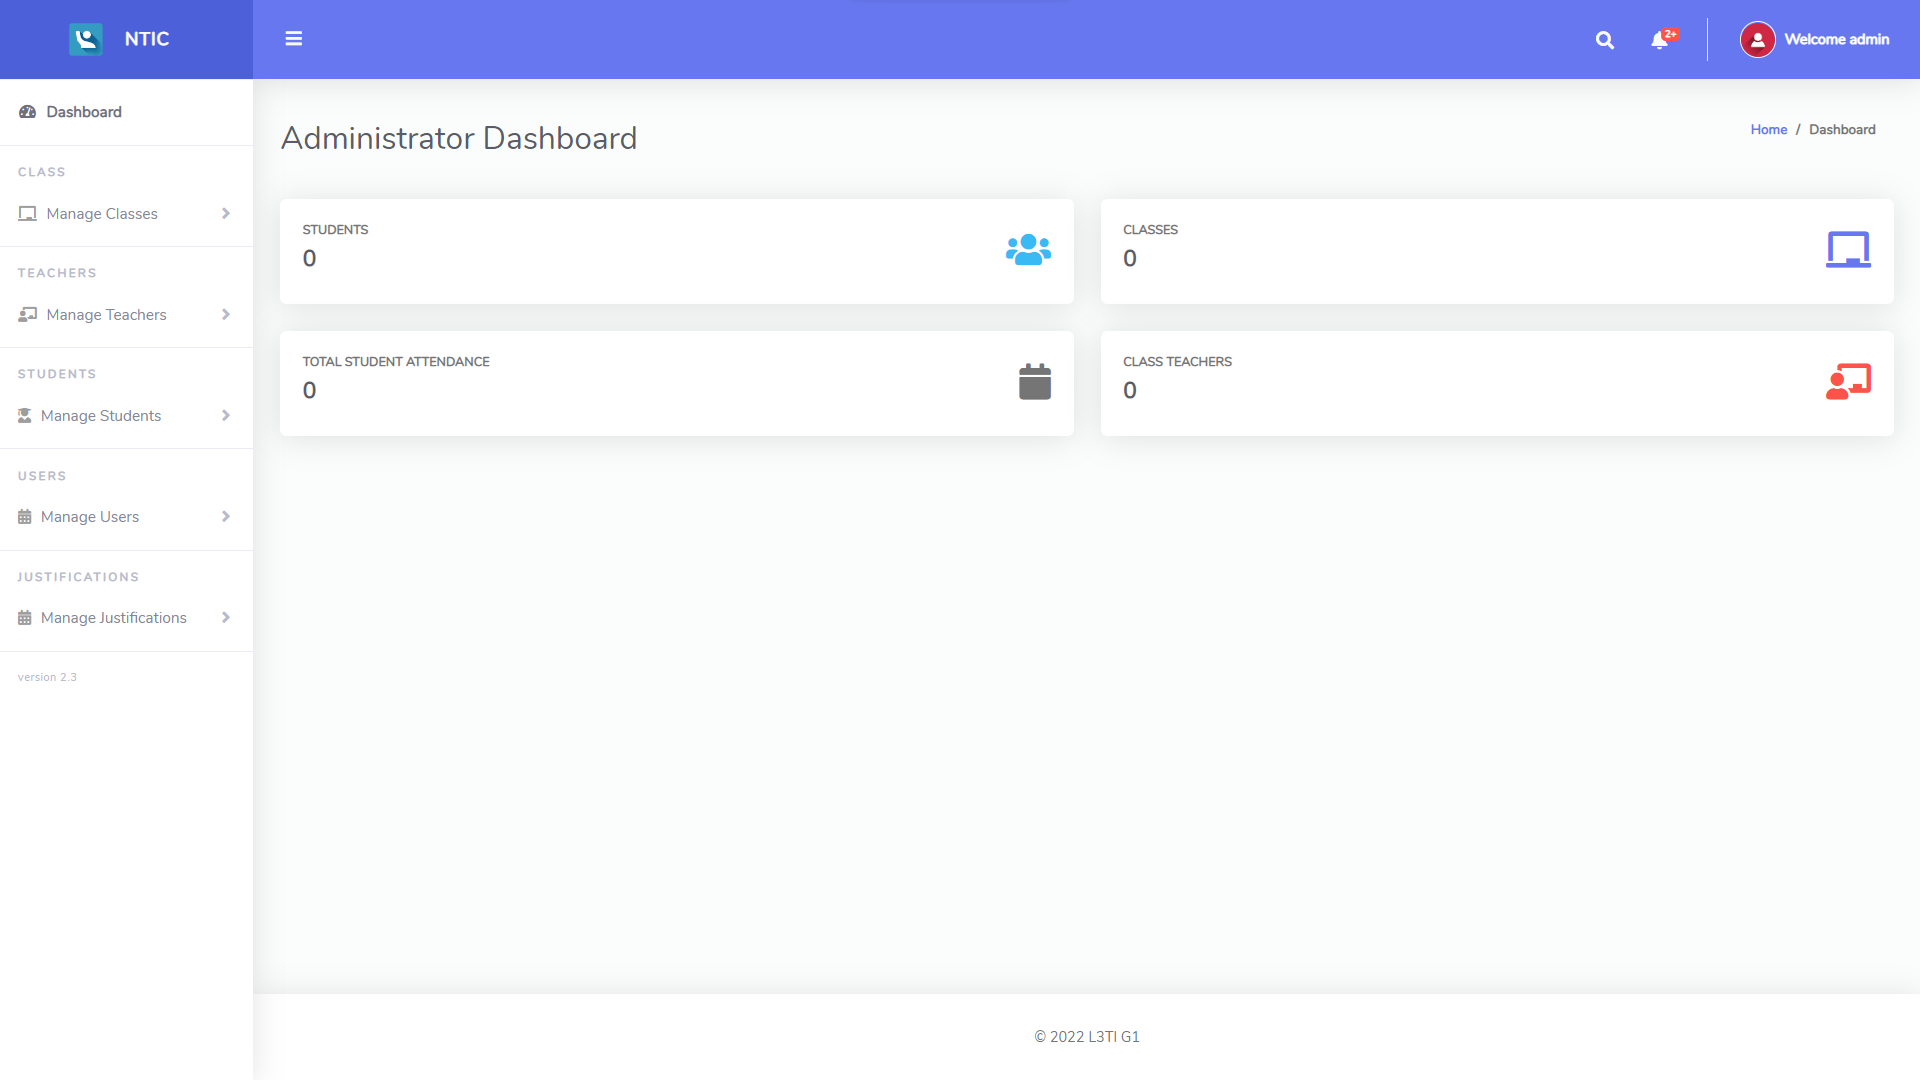 NTIC
2+
Welcome admin
Dashboard
CLASS
Manage Classes
TEACHERS
Manage Teachers
STUDENTS
Manage Students
USERS
Manage Users
JUSTIFICATIONS
Manage Justifications
version 2.3
Administrator Dashboard
Home / Dashboard
STUDENTS
0
CLASSES
0
TOTAL STUDENT ATTENDANCE
0
CLASS TEACHERS
0
© 2022 L3TI G1